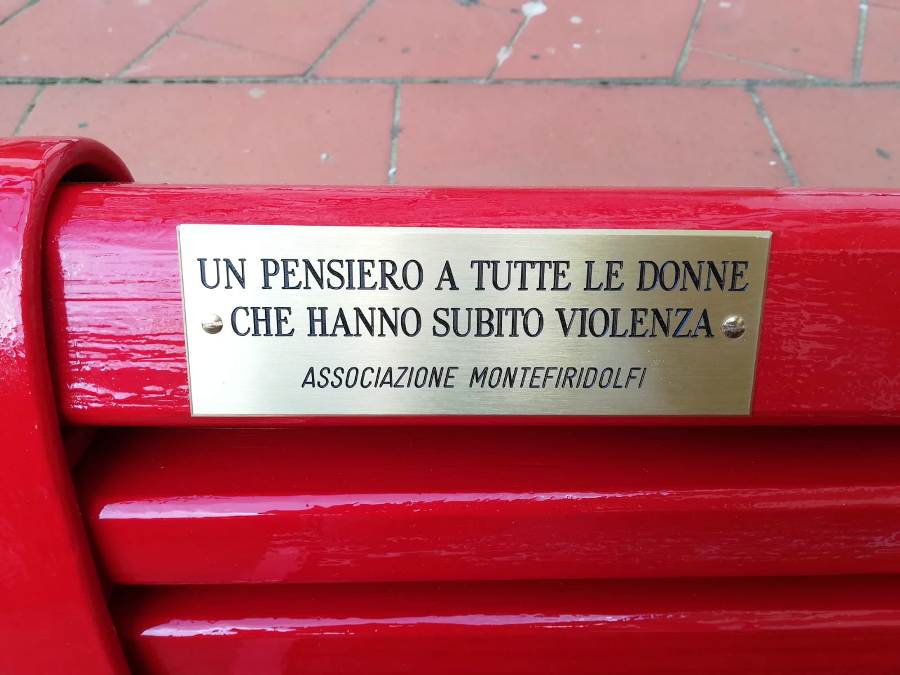 UN PENSIERO A TUTTE LE DONNE
CHE HANNO SUBITO VIOLENZA
ASSOCIAZIONE MONTEFIRIDOLFI